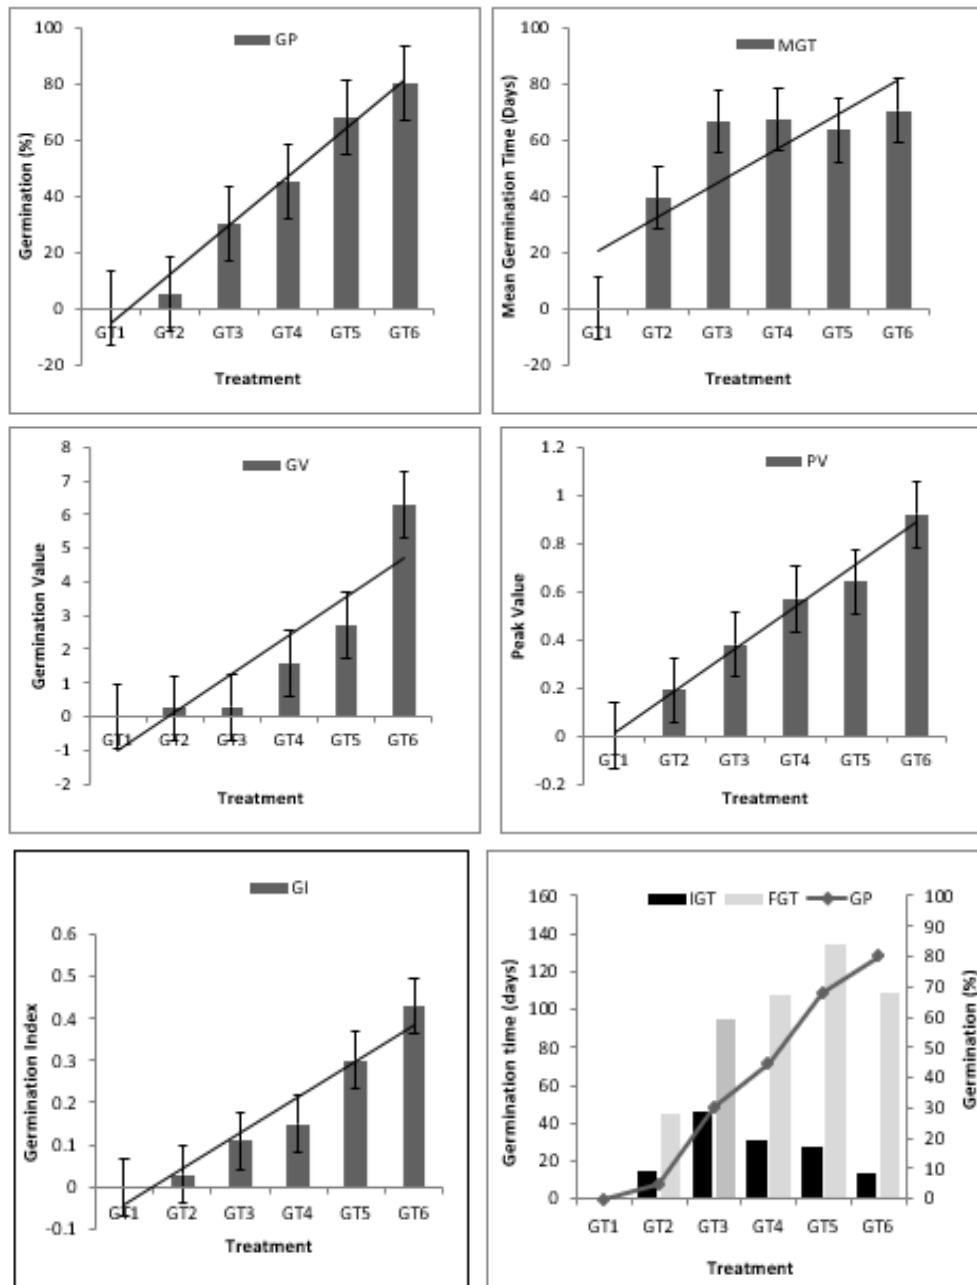 GP
100
80
60
40
20
0
-20
Germination (%)
GT1 GT2 GT3 GT4 GT5 GT6
Treatment
MGT
100
80
60
40
20
0
-20
Mean Germination Time (Days)
GT1 GT2 GT3 GT4 GT5 GT6
Treatment
GV
8
7
6
5
4
3
2
1
0
-1
-2
Germination Value
GT1 GT2 GT3 GT4 GT5 GT6
Treatment
PV
1.2
1
0.8
0.6
0.4
0.2
0
-0.2
Peak Value
GT1 GT2 GT3 GT4 GT5 GT6
Treatment
GI
0.6
0.5
0.4
0.3
0.2
0.1
0
-0.1
Germination Index
GT1 GT2 GT3 GT4 GT5 GT6
Treatment
IGT FGT GP
160
140
120
100
80
60
40
20
0
Germination time (days)
100
90
80
70
60
50
40
30
20
10
0
Germination (%)
GT1 GT2 GT3 GT4 GT5 GT6
Treatment